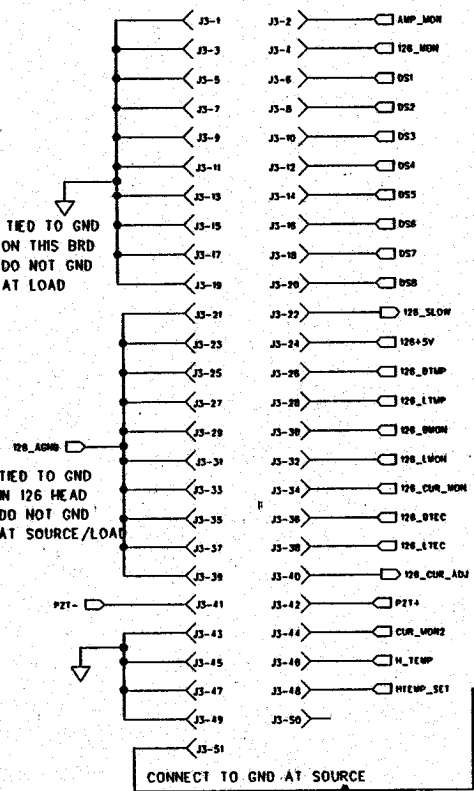 J3-1 J3-2 AMP_MON
J3-3 J3-4 126_MON
J3-5 J3-6 DS1
J3-7 J3-8 DS2
J3-9 J3-10 DS3
J3-11 J3-12 DS4
J3-13 J3-14 DS5
J3-15 J3-16 DS6
J3-17 J3-18 DS7
J3-19 J3-20 DS8
TIED TO GND
ON THIS BRD
DO NOT GND
AT LOAD
J3-21 J3-22 126_SLOW
J3-23 J3-24 126+5V
J3-25 J3-26 126_BTMP
J3-27 J3-28 126_LTMP
J3-29 J3-30 126_BMON
126_AGND
J3-31 J3-32 126_LMON
J3-33 J3-34 126_CUR_MON
J3-35 J3-36 126_BTEC
J3-37 J3-38 126_LTEC
J3-39 J3-40 126_CUR_ADJ
TIED TO GND
IN 126 HEAD
DO NOT GND
AT SOURCE/LOAD
P2T- J3-41 J3-42 P2T+
J3-43 J3-44 CUR_MON2
J3-45 J3-46 H_TEMP
J3-47 J3-48 HTEMP_SET
J3-49 J3-50
J3-51
CONNECT TO GND AT SOURCE